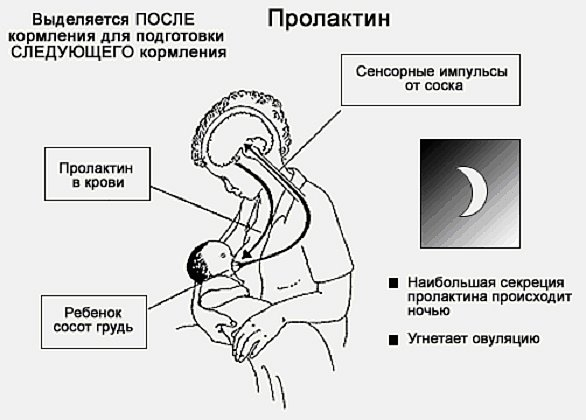 Выделяется ПОСЛЕ
кормления для подготовки
СЛЕДУЮЩЕГО кормления
Пролактин
Сенсорные импульсы
от соска
Пролактин
в крови
Ребенок
сосот грудь
Наибольшая секреция
пролактина происходит
ночью
Угнетает овуляцию